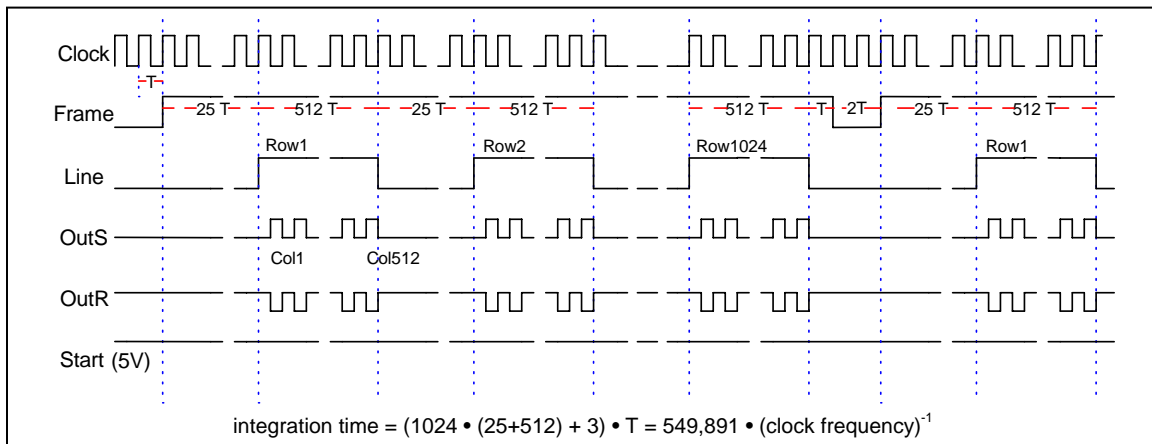 Clock
T
Frame
25 T 512 T 25 T 512 T 512 T T 2T 25 T 512 T
Row1 Row2 Row1024 Row1
Line
OutS
Col1 Col512
OutR
Start (5V)
integration time = (1024 • (25+512) + 3) • T = 549,891 • (clock frequency)⁻¹